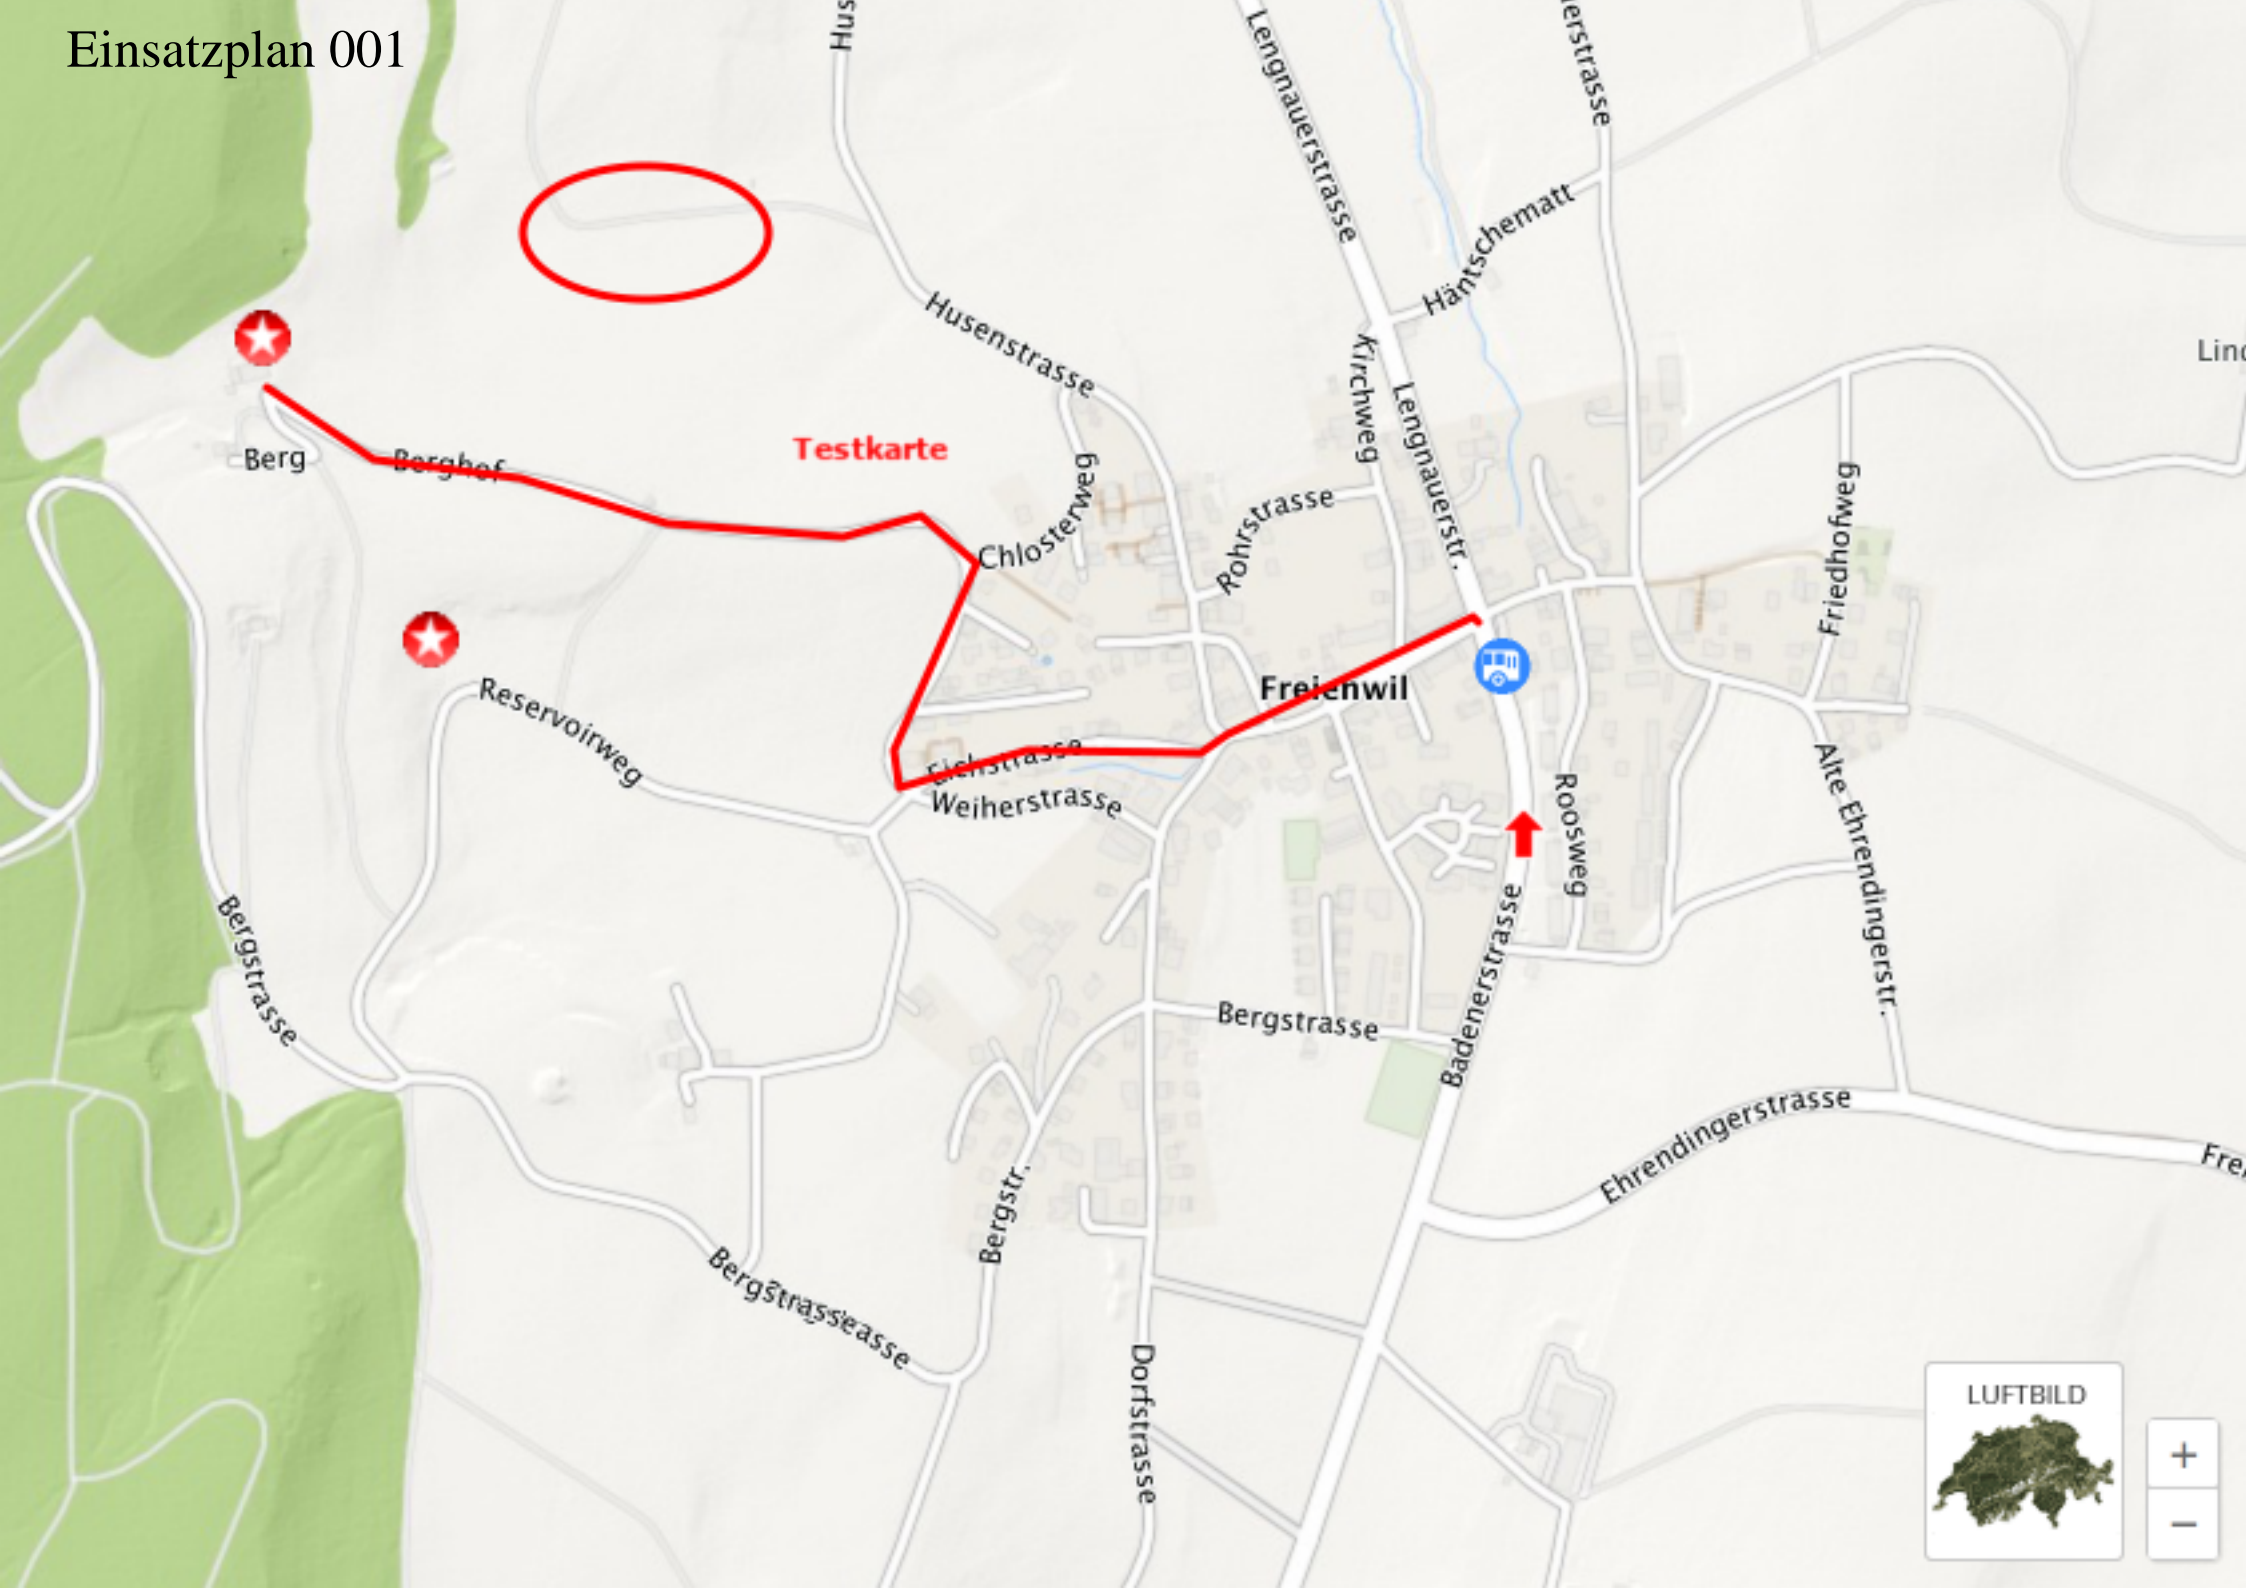 Einsatzplan 001
Hus
Lengnauerstrasse
erstrasse
Häntschematt
Husenstrasse
Kirchweg
Lengnauerstr.
Lind
Testkarte
Berg
Berghof
Chlosterweg
Rohrstrasse
Friedhofweg
Reservoirweg
Freienwil
Eichstrasse
Weiherstrasse
Roosweg
Alte Ehrendingerstr.
Bergstrasse
Badenerstrasse
Bergstrasse
Ehrendingerstrasse
Frei
Bergstr.
Bergstrasse
Dorfstrasse
LUFTBILD
+
−